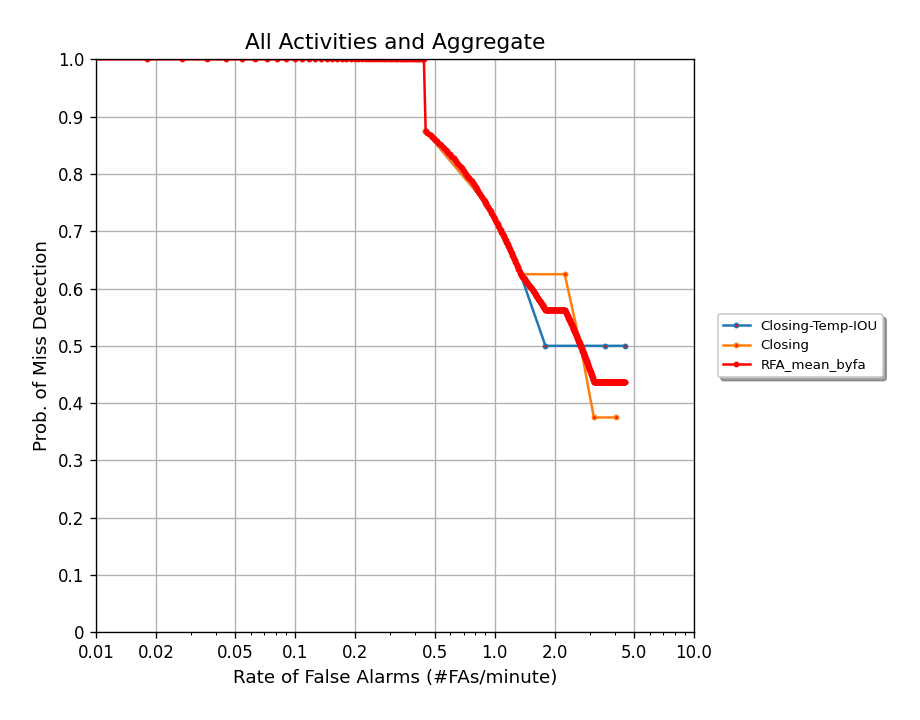 All Activities and Aggregate
1.0
0.9
0.8
0.7
0.6
0.5
0.4
0.3
0.2
0.1
0
Prob. of Miss Detection
0.01 0.02 0.05 0.1 0.2 0.5 1.0 2.0 5.0 10.0
Rate of False Alarms (#FAs/minute)
Closing-Temp-IOU
Closing
RFA_mean_byfa